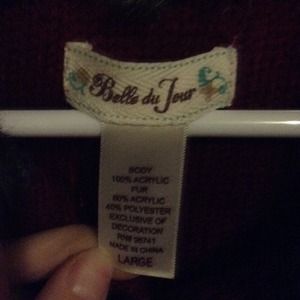 Belle du Jour
BODY
100% ACRYLIC
FUR
60% ACRYLIC
40% POLYESTER
EXCLUSIVE OF
DECORATION
RN# 96741
MADE IN CHINA
LARGE